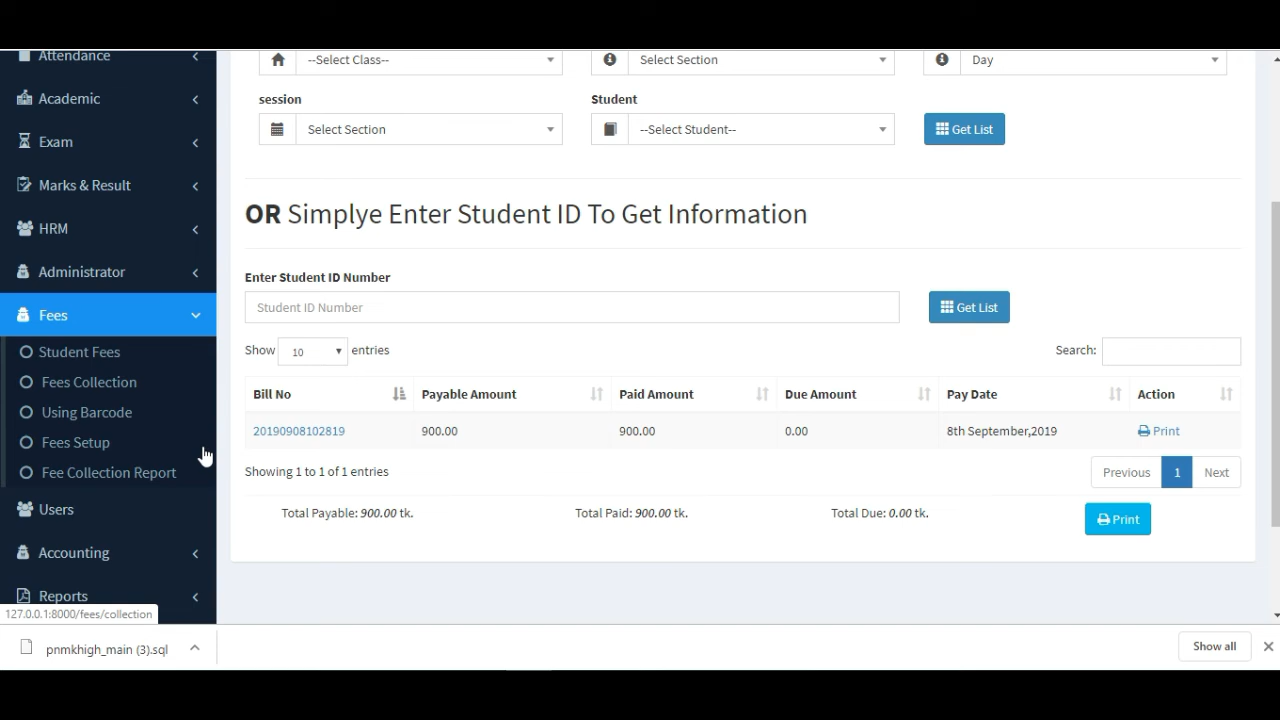 Attendance
Academic
Exam
Marks & Result
HRM
Administrator
Fees
Student Fees
Fees Collection
Using Barcode
Fees Setup
Fee Collection Report
Users
Accounting
Reports
127.0.0.1:8000/fees/collection
--Select Class-- Select Section Day
session Student
Select Section --Select Student-- Get List
OR Simplye Enter Student ID To Get Information
Enter Student ID Number
Student ID Number Get List
Show 10 entries Search:
Bill No Payable Amount Paid Amount Due Amount Pay Date Action
20190908102819 900.00 900.00 0.00 8th September,2019 Print
Showing 1 to 1 of 1 entries Previous 1 Next
Total Payable: 900.00 tk. Total Paid: 900.00 tk. Total Due: 0.00 tk. Print
pnmkhigh_main (3).sql Show all